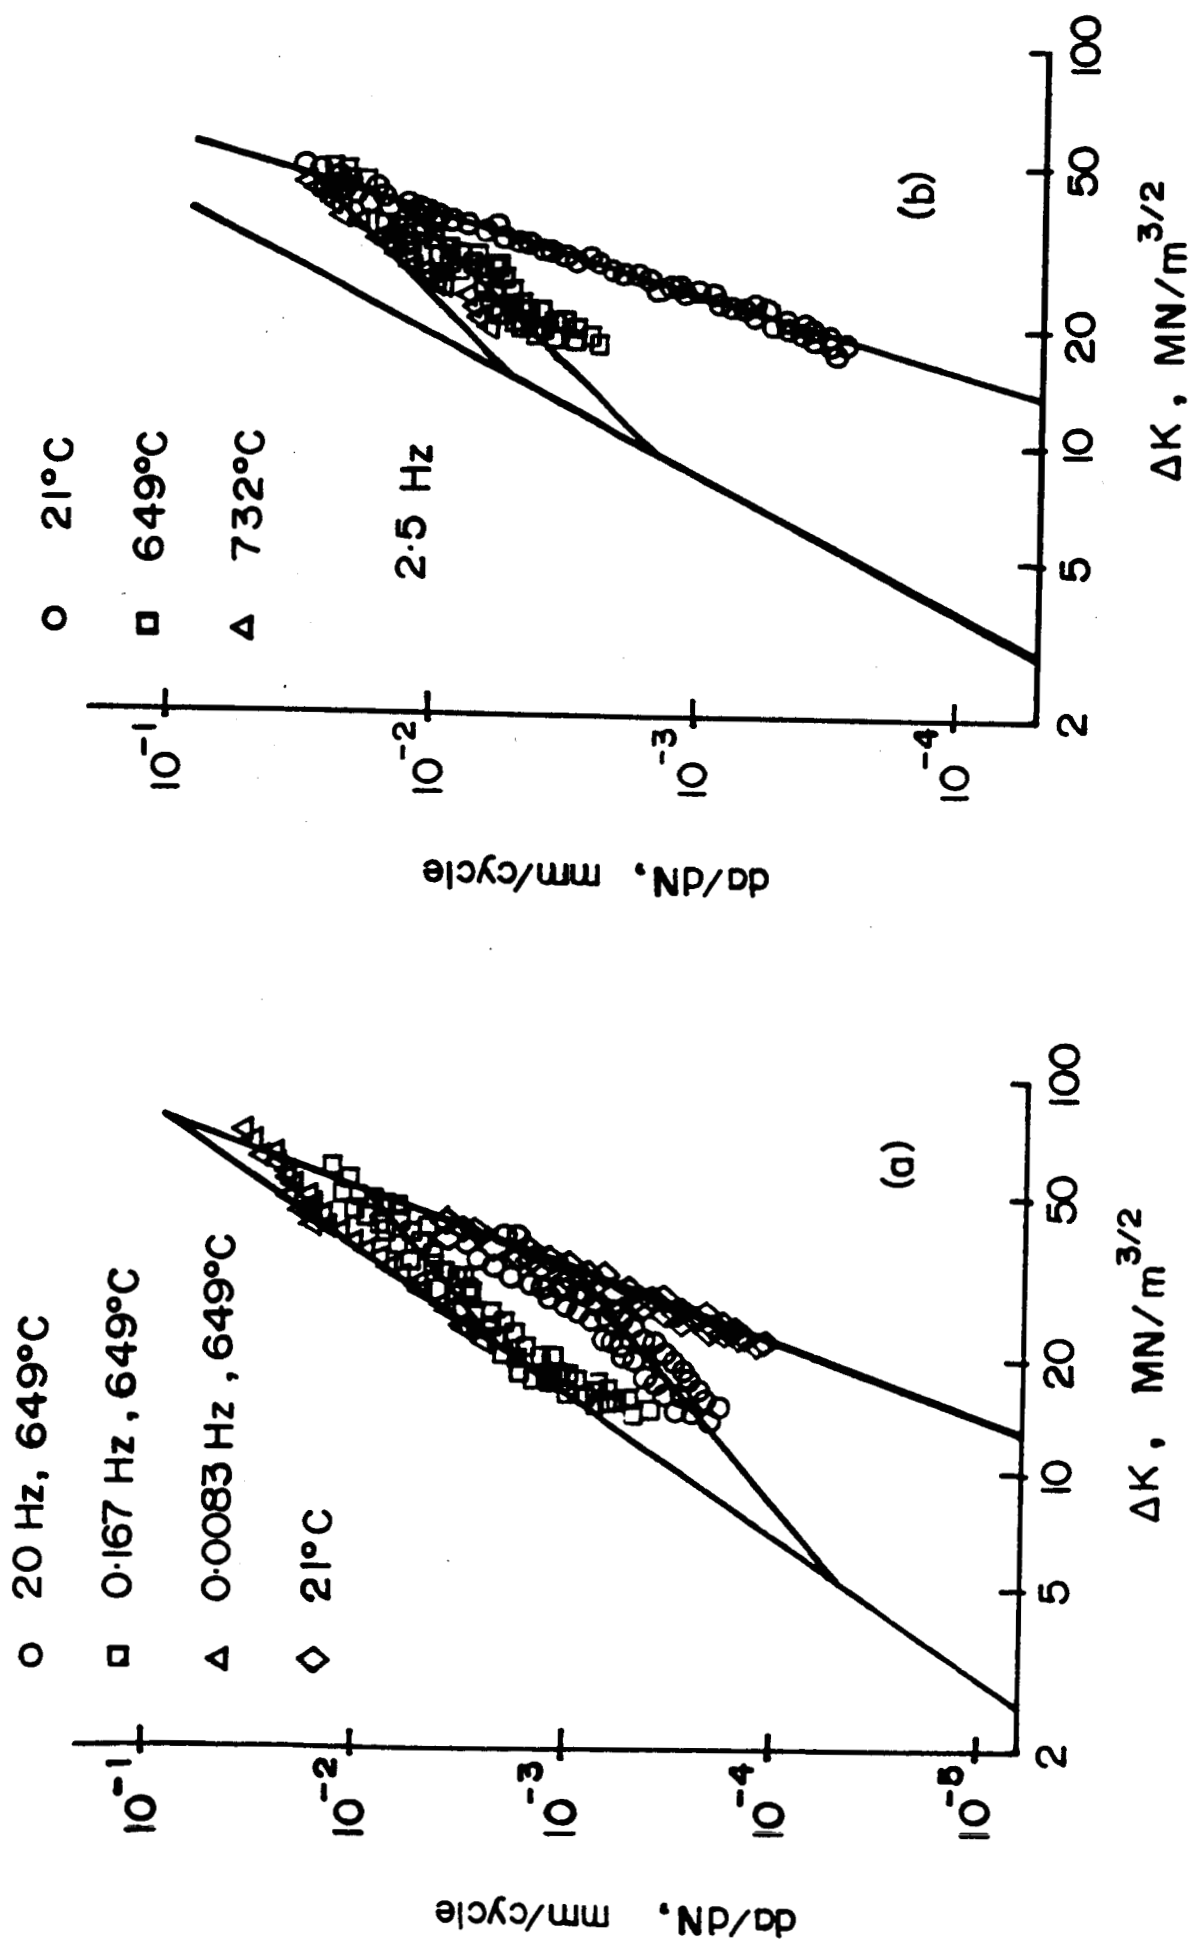 O 20 Hz, 649°C
□ 0·167 Hz, 649°C
△ 0·0083 Hz, 649°C
◇ 21°C
10⁻¹
10⁻²
10⁻³
10⁻⁴
10⁻⁵
da/dN, mm/cycle
(a)
2
5
10
20
50
100
ΔK, MN/m^3/2
O 21°C
□ 649°C
△ 732°C
2·5 Hz
10⁻¹
10⁻²
10⁻³
10⁻⁴
da/dN, mm/cycle
(b)
2
5
10
20
50
100
ΔK, MN/m^3/2